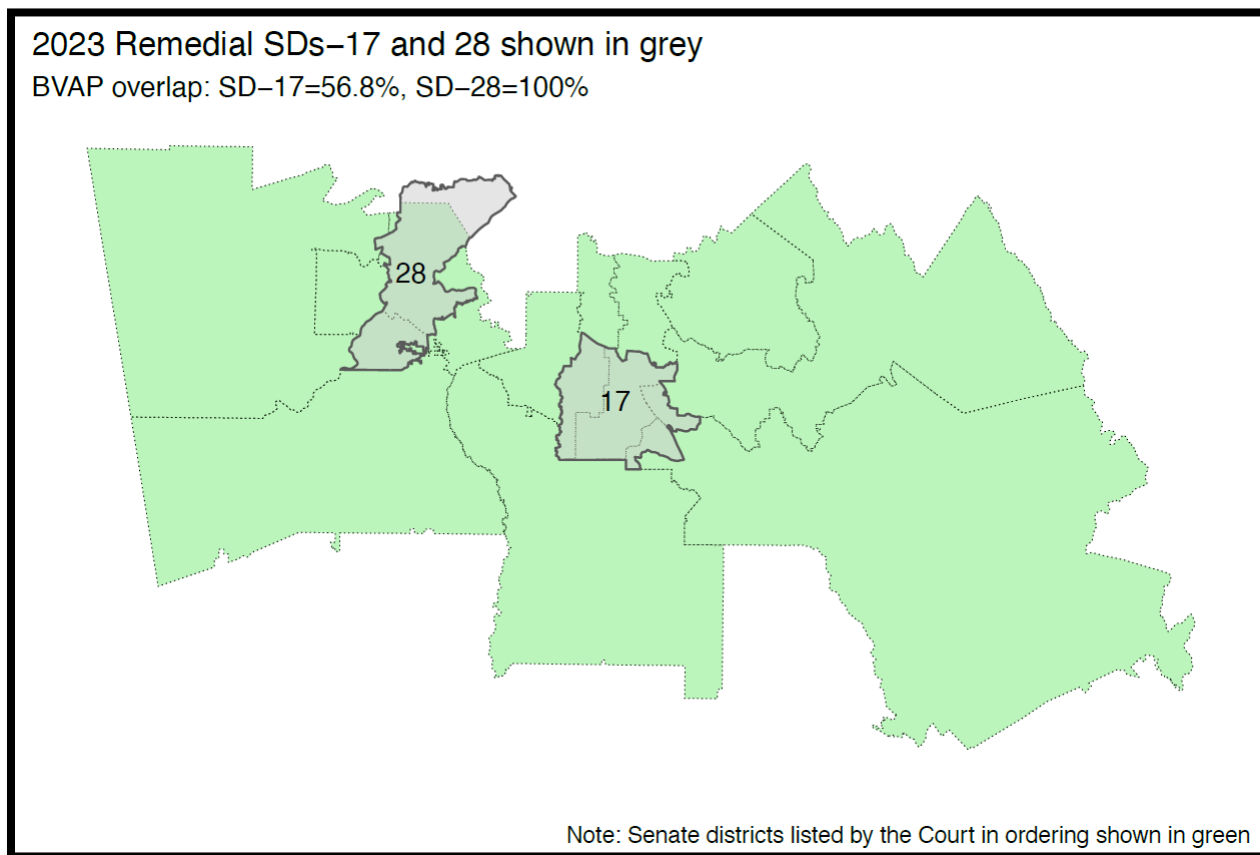 2023 Remedial SDs−17 and 28 shown in grey
BVAP overlap: SD−17=56.8%, SD−28=100%
28
17
Note: Senate districts listed by the Court in ordering shown in green